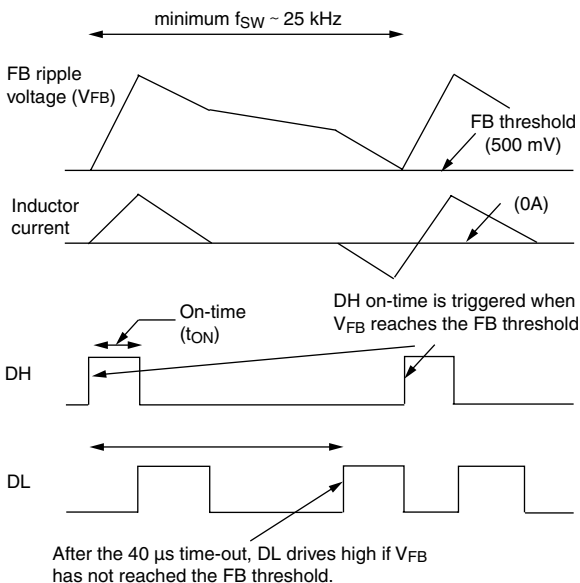 minimum fSW ~ 25 kHz
FB ripple
voltage (VFB)
FB threshold
(500 mV)
Inductor
current
(0A)
DH on-time is triggered when
VFB reaches the FB threshold
On-time
(tON)
DH
DL
After the 40 µs time-out, DL drives high if VFB
has not reached the FB threshold.